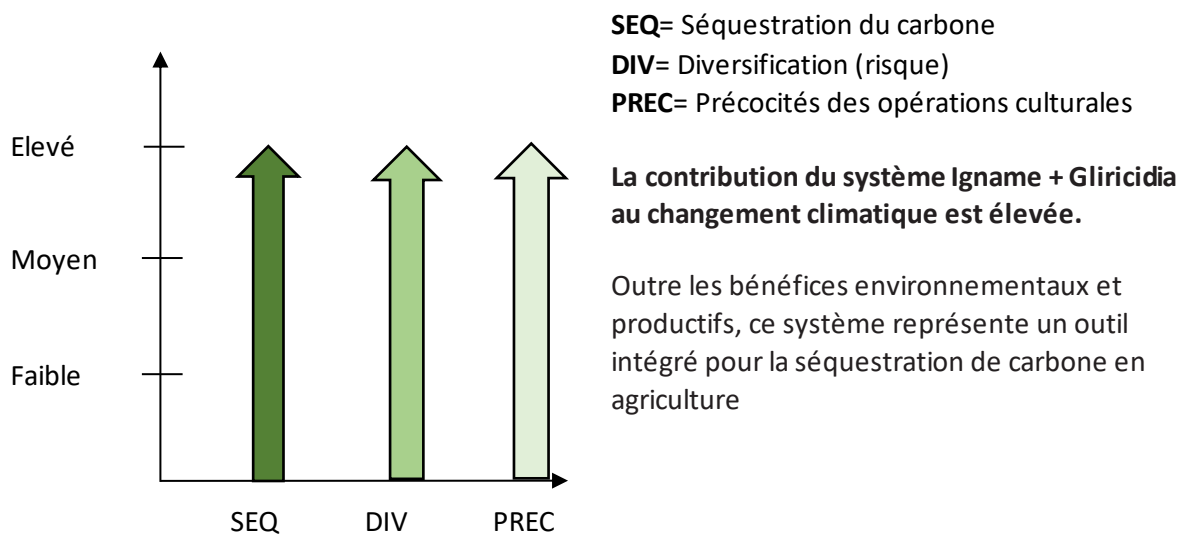 SEQ= Séquestration du carbone
DIV= Diversification (risque)
PREC= Précocités des opérations culturales
La contribution du système Igname + Gliricidia
au changement climatique est élevée.
Outre les bénéfices environnementaux et
productifs, ce système représente un outil
intégré pour la séquestration de carbone en
agriculture
Elevé
Moyen
Faible
SEQ DIV PREC